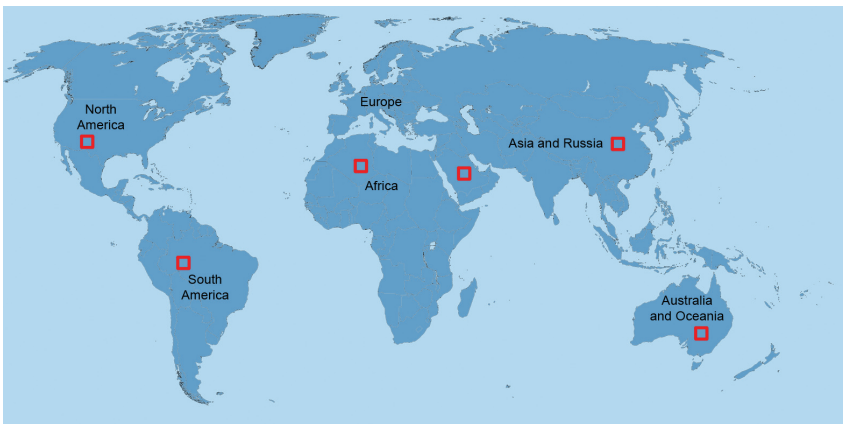 North
America
Europe
Asia and Russia
Africa
South
America
Australia
and Oceania